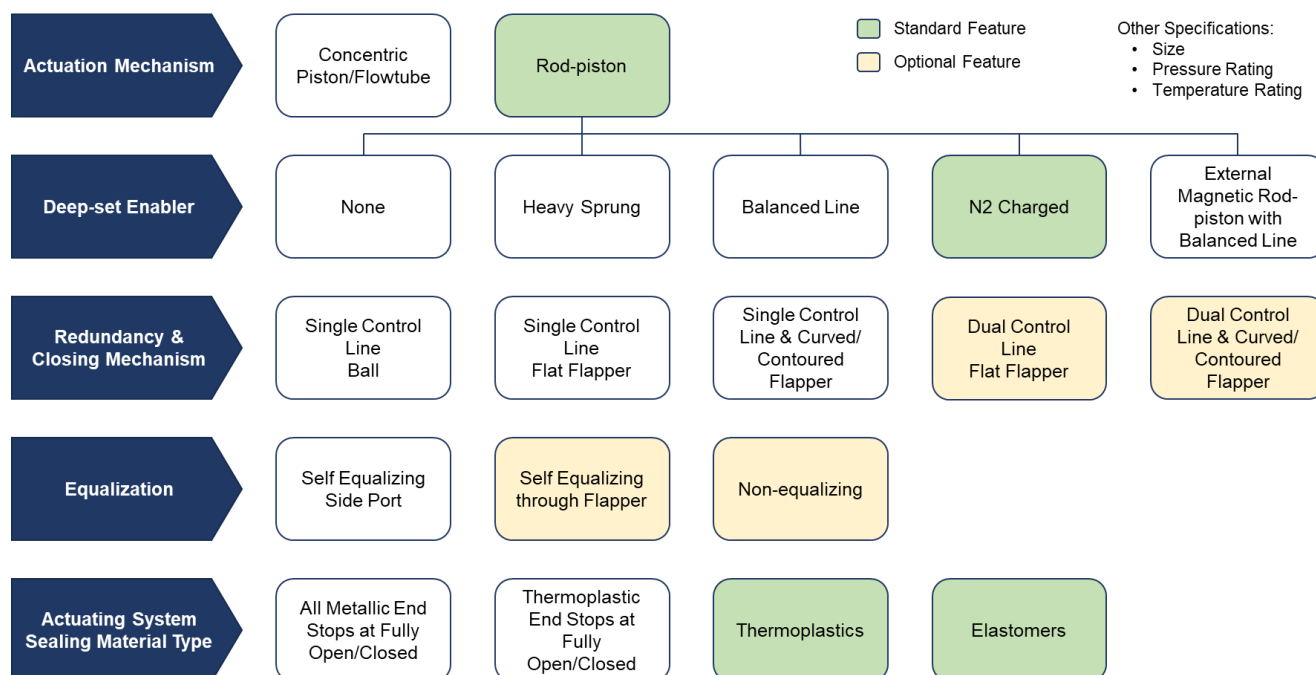 Actuation Mechanism
Concentric
Piston/Flowtube
Rod-piston
Standard Feature
Optional Feature
Other Specifications:
• Size
• Pressure Rating
• Temperature Rating
Deep-set Enabler
None
Heavy Sprung
Balanced Line
N2 Charged
External
Magnetic Rod-
piston with
Balanced Line
Redundancy &
Closing Mechanism
Single Control
Line
Ball
Single Control
Line
Flat Flapper
Single Control
Line & Curved/
Contoured
Flapper
Dual Control
Line
Flat Flapper
Dual Control
Line & Curved/
Contoured
Flapper
Equalization
Self Equalizing
Side Port
Self Equalizing
through Flapper
Non-equalizing
Actuating System
Sealing Material Type
All Metallic End
Stops at Fully
Open/Closed
Thermoplastic
End Stops at
Fully
Open/Closed
Thermoplastics
Elastomers